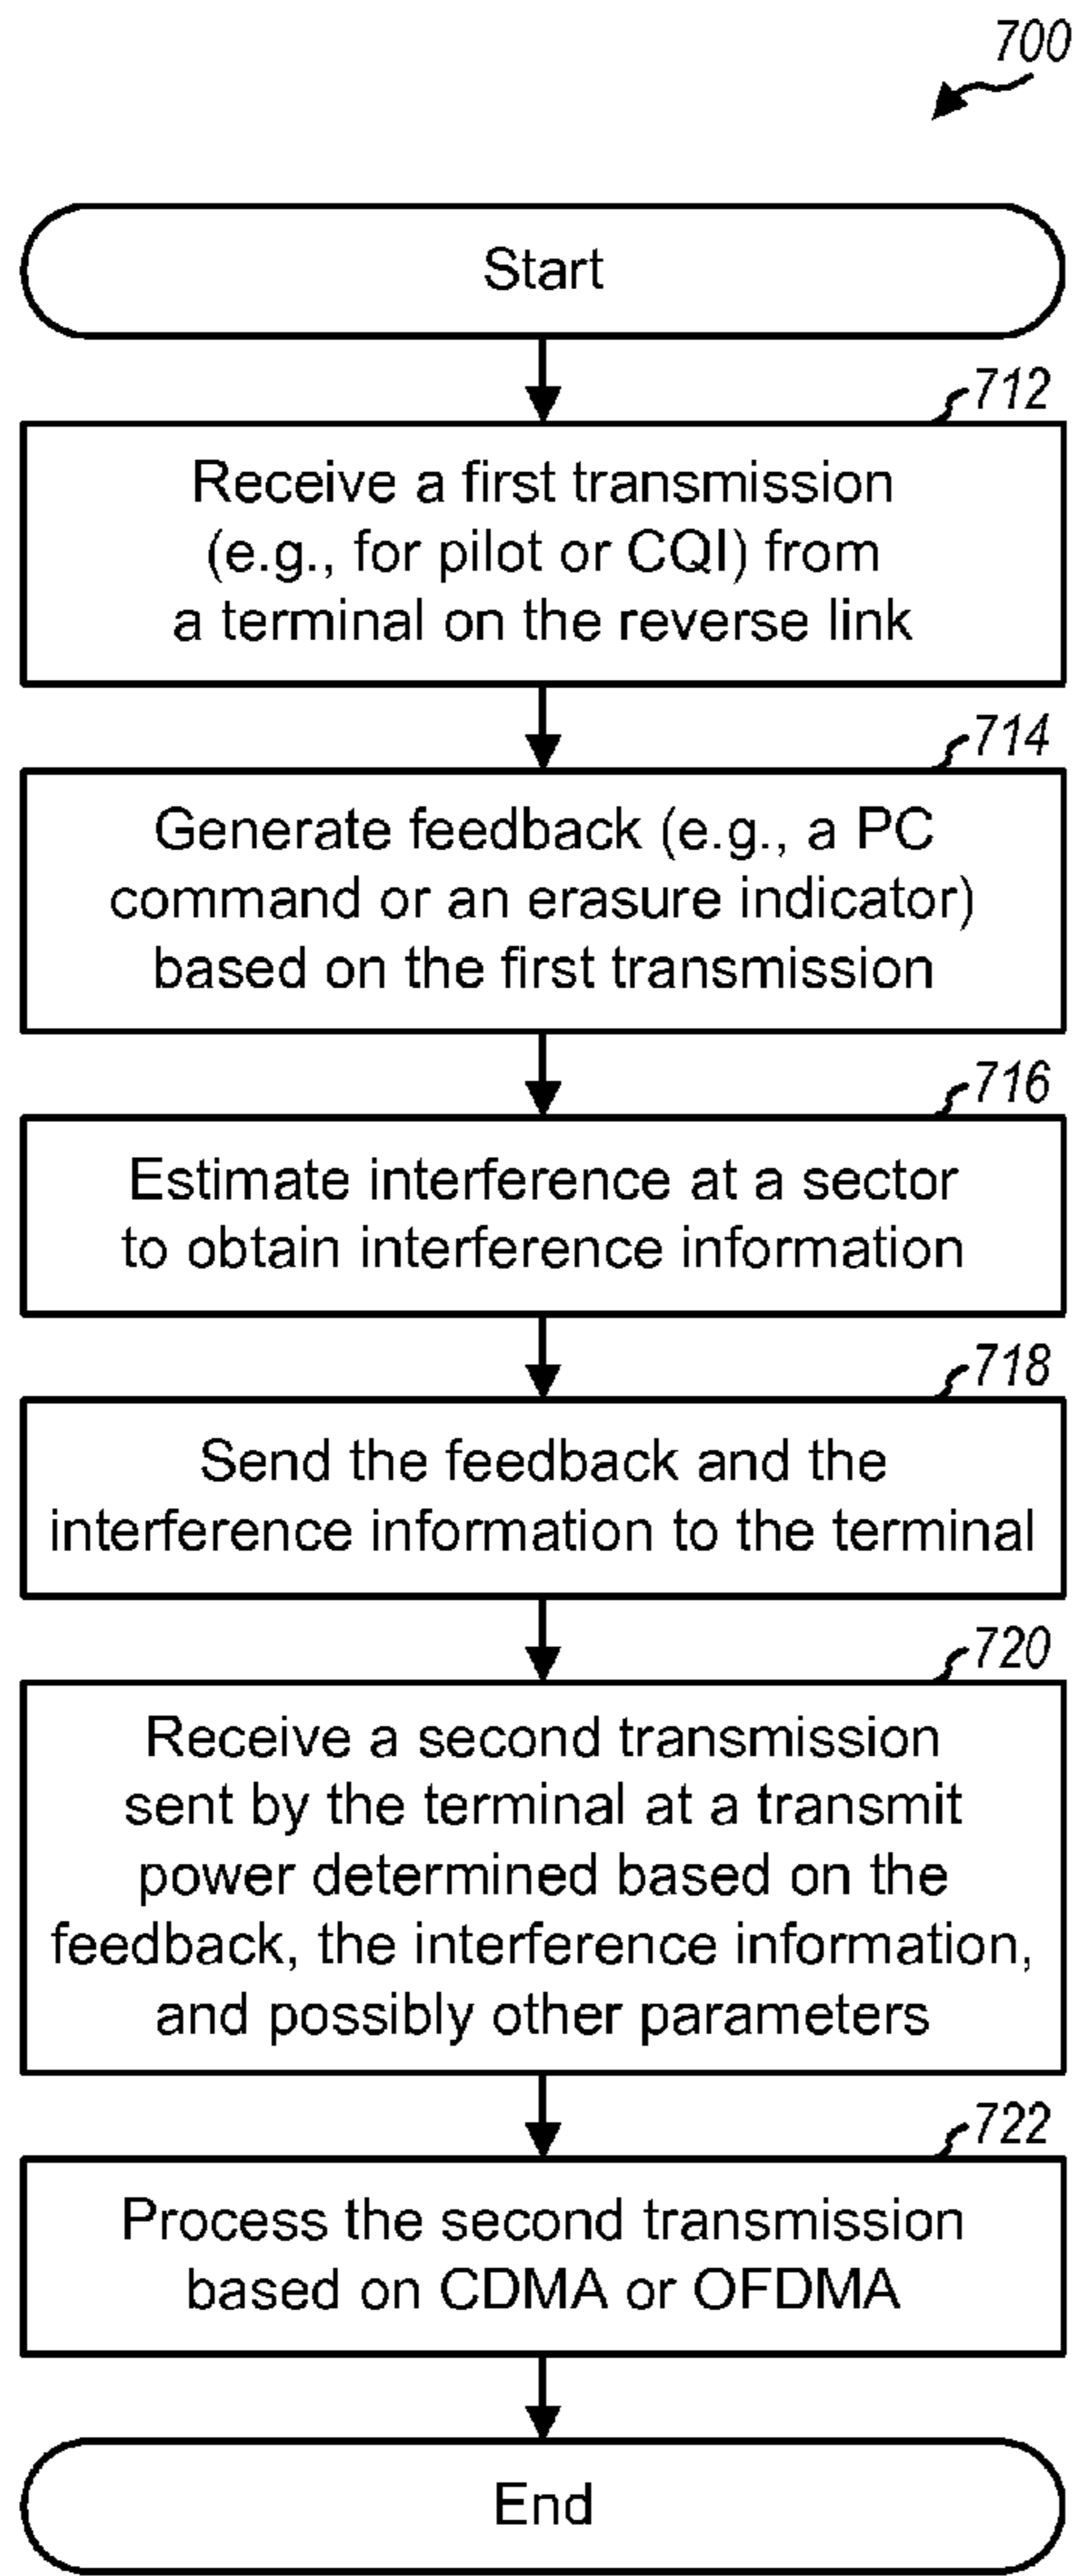 700
Start
712
Receive a first transmission
(e.g., for pilot or CQI) from
a terminal on the reverse link
714
Generate feedback (e.g., a PC
command or an erasure indicator)
based on the first transmission
716
Estimate interference at a sector
to obtain interference information
718
Send the feedback and the
interference information to the terminal
720
Receive a second transmission
sent by the terminal at a transmit
power determined based on the
feedback, the interference information,
and possibly other parameters
722
Process the second transmission
based on CDMA or OFDMA
End